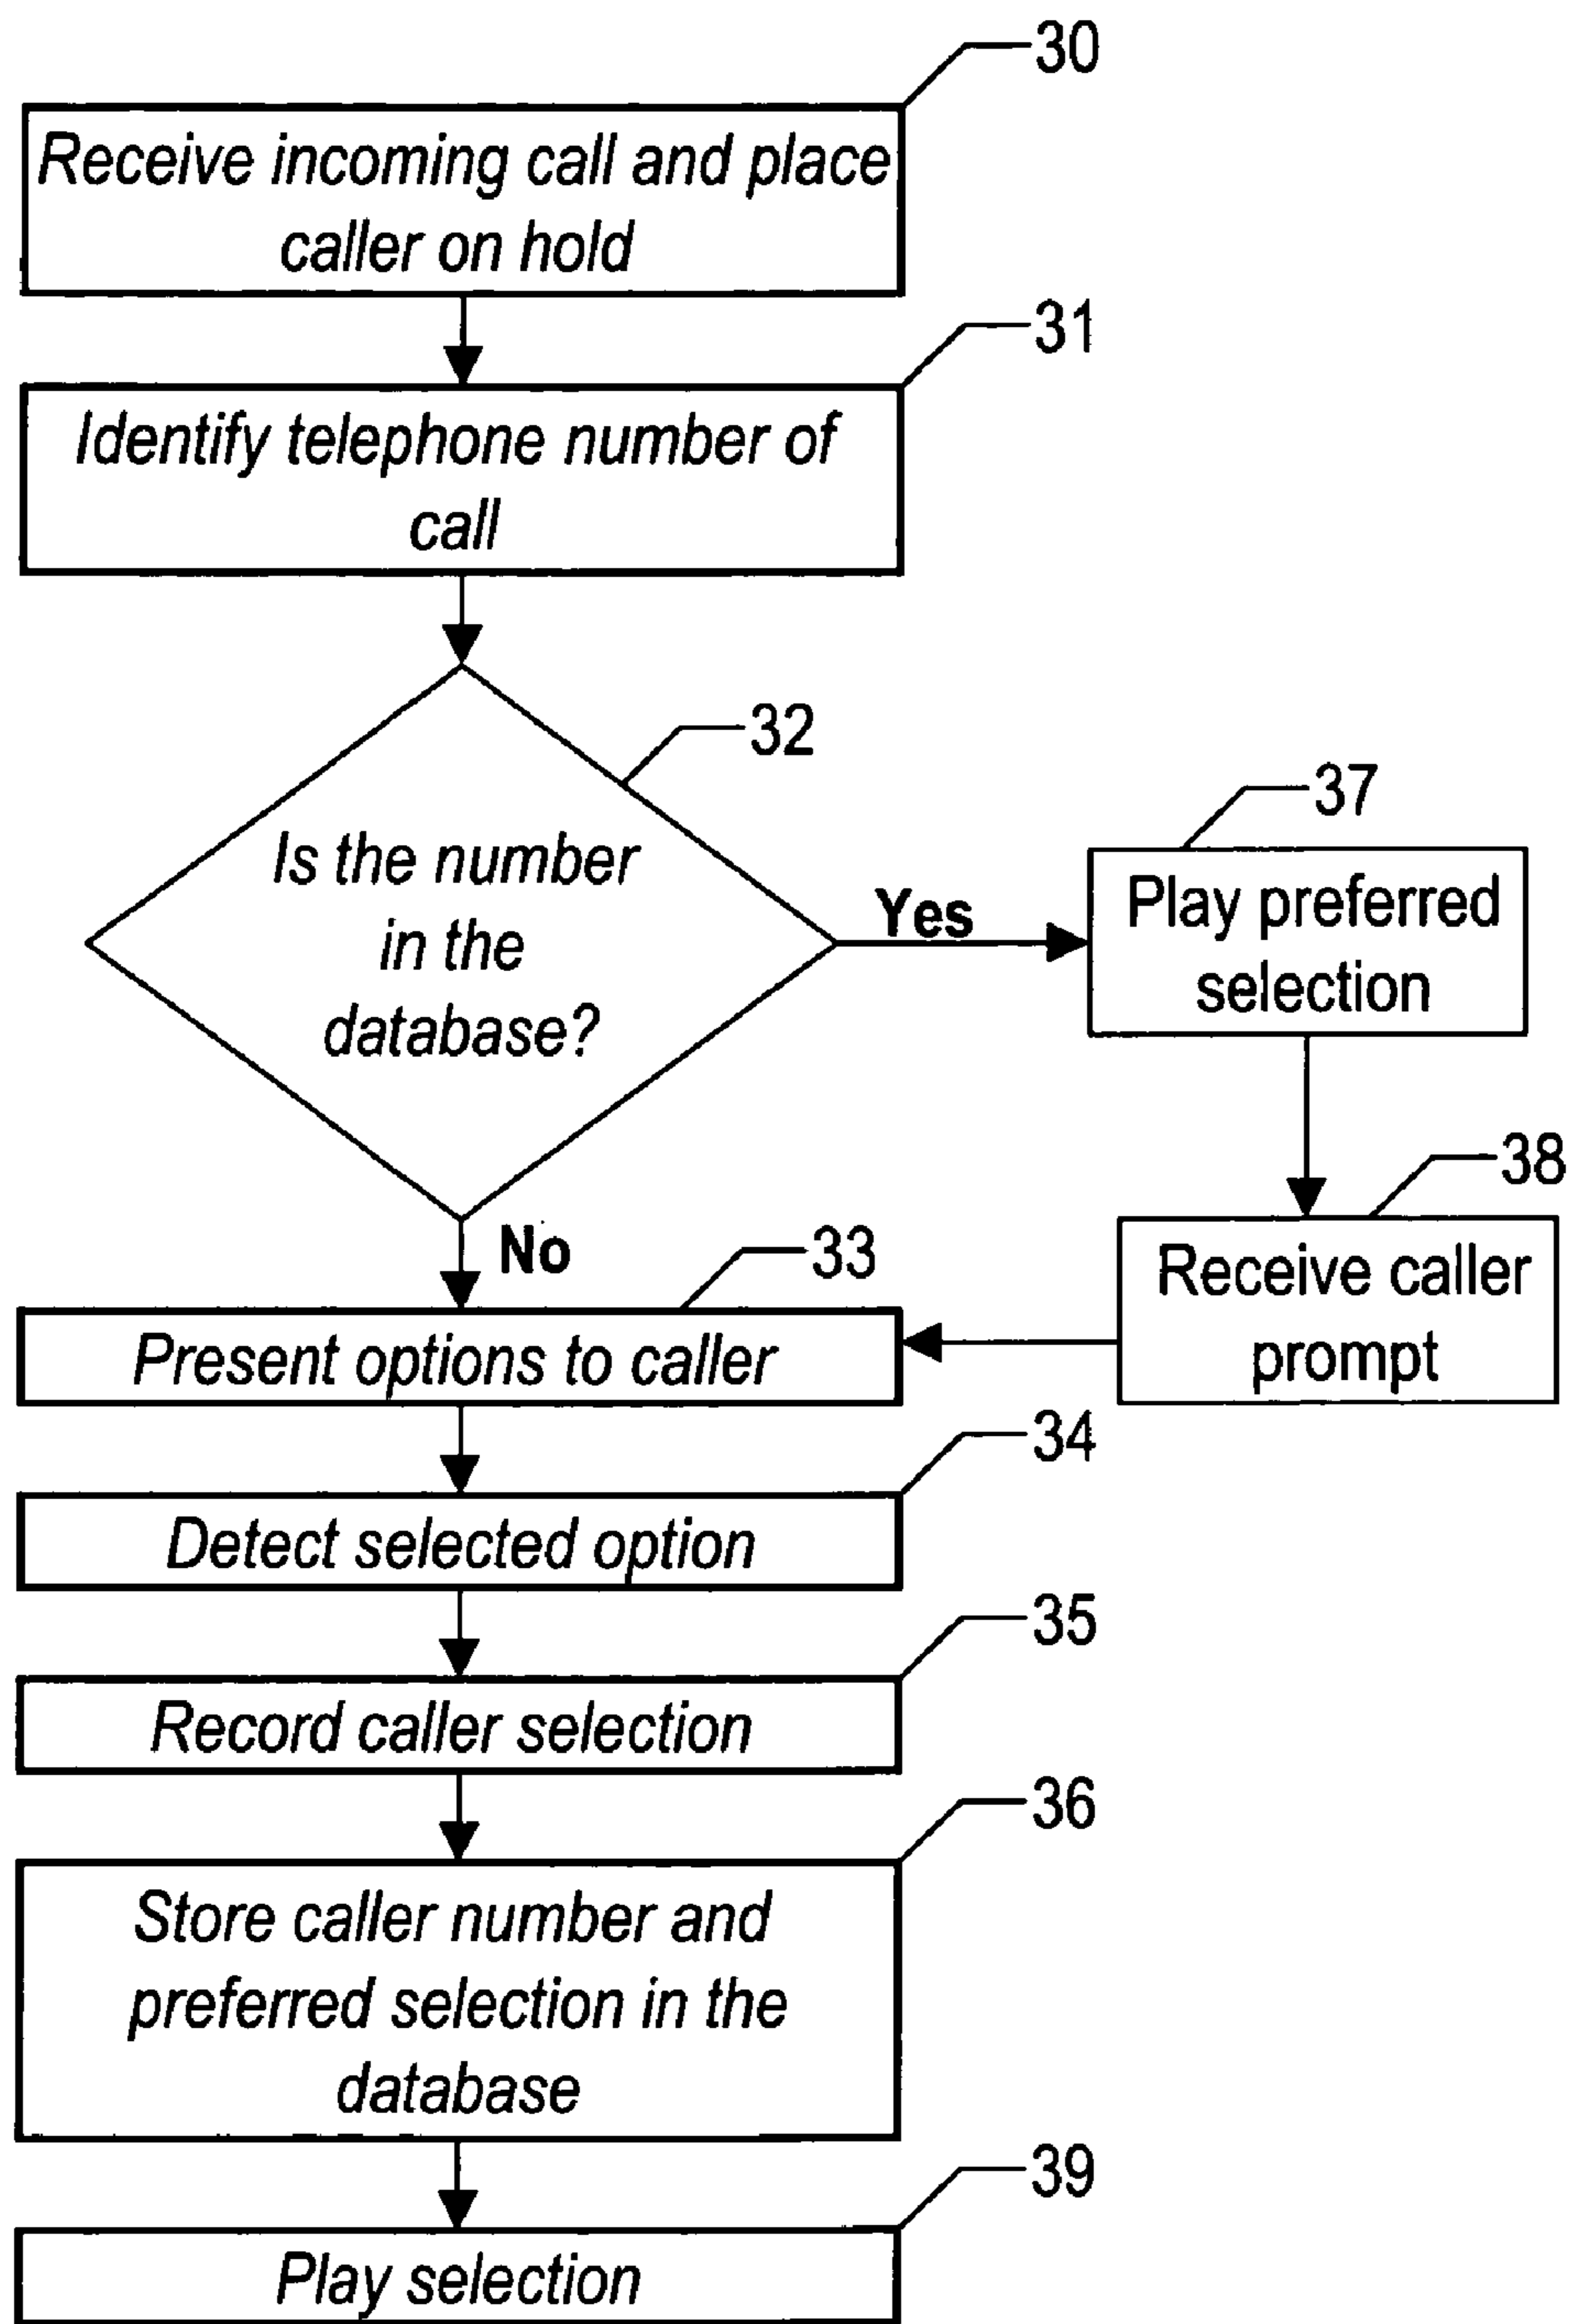 30
Receive incoming call and place
caller on hold
31
Identify telephone number of
call
32
Is the number
in the
database?
Yes
37
Play preferred
selection
38
Receive caller
prompt
No
33
Present options to caller
34
Detect selected option
35
Record caller selection
36
Store caller number and
preferred selection in the
database
39
Play selection